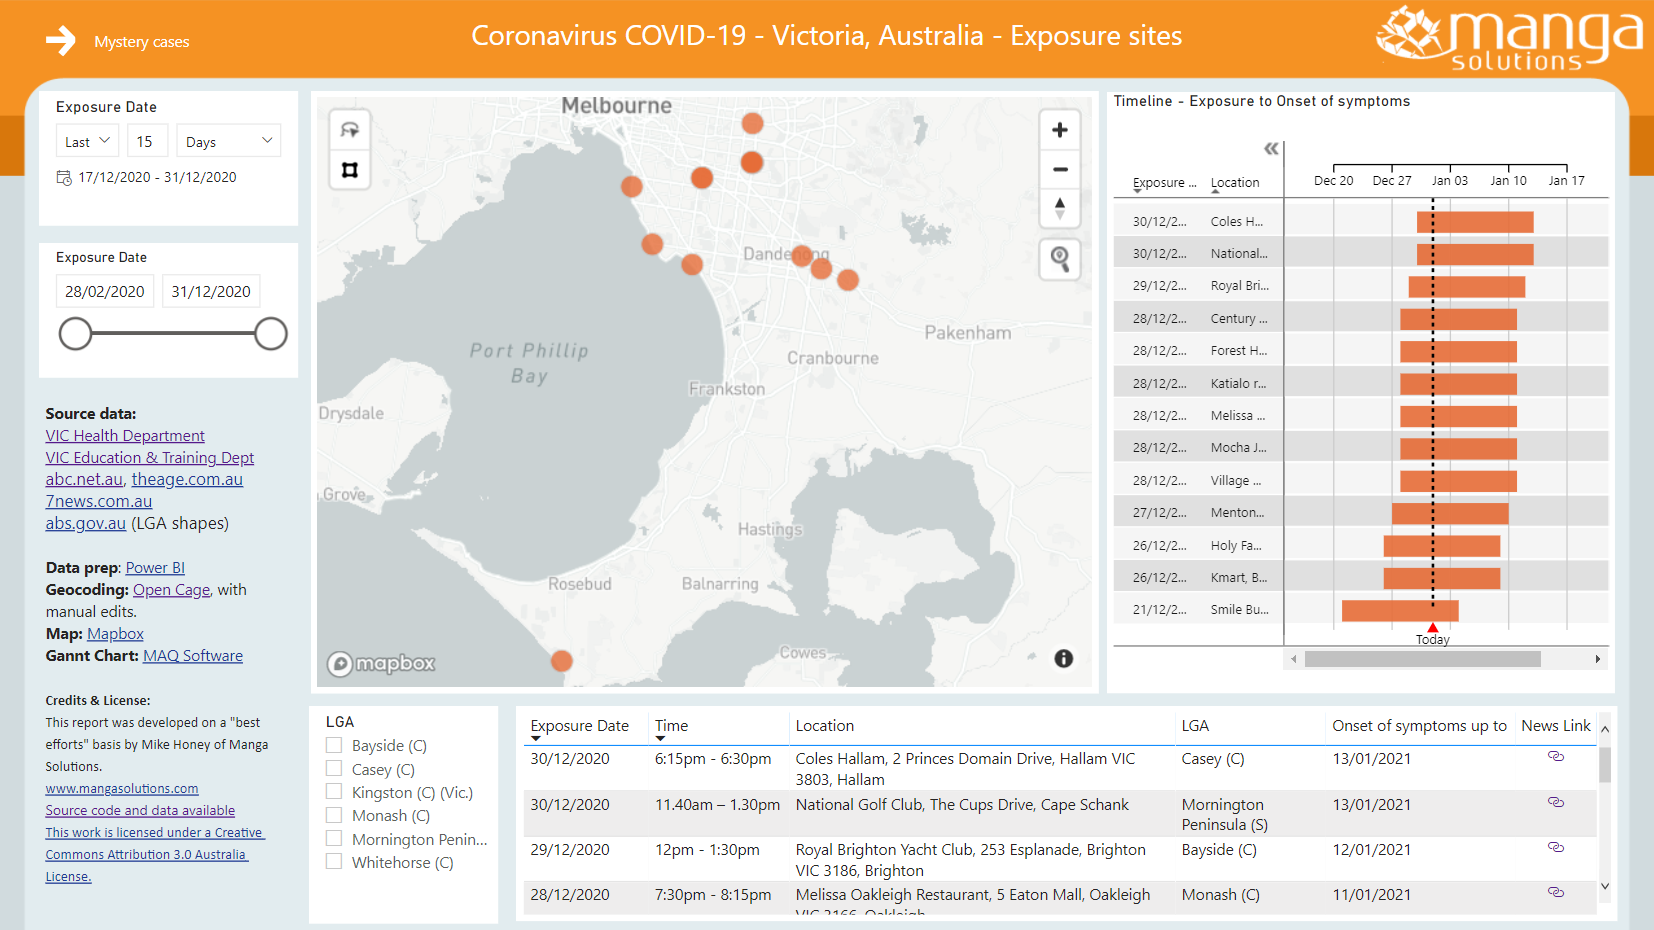 Mystery cases
Coronavirus COVID-19 - Victoria, Australia - Exposure sites
manga
solutions
Exposure Date
Last 15 Days
17/12/2020 - 31/12/2020
Exposure Date
28/02/2020 31/12/2020
Source data:
VIC Health Department
VIC Education & Training Dept
abc.net.au, theage.com.au
7news.com.au
abs.gov.au (LGA shapes)
Data prep: Power BI
Geocoding: Open Cage, with
manual edits.
Map: Mapbox
Gannt Chart: MAQ Software
Credits & License:
This report was developed on a "best
efforts" basis by Mike Honey of Manga
Solutions.
www.mangasolutions.com
Source code and data available
This work is licensed under a Creative
Commons Attribution 3.0 Australia
License.
Melbourne
Dandenong
Port Phillip
Bay
Pakenham
Cranbourne
Frankston
Drysdale
Grove
Hastings
Rosebud
Balnarring
Cowes
mapbox
Timeline - Exposure to Onset of symptoms
Exposure ... Location
Dec 20 Dec 27 Jan 03 Jan 10 Jan 17
30/12/2... Coles H...
30/12/2... National...
29/12/2... Royal Bri...
28/12/2... Century ...
28/12/2... Forest H...
28/12/2... Katialo r...
28/12/2... Melissa ...
28/12/2... Mocha J...
28/12/2... Village ...
27/12/2... Menton...
26/12/2... Holy Fa...
26/12/2... Kmart, B...
21/12/2... Smile Bu...
Today
LGA
Bayside (C)
Casey (C)
Kingston (C) (Vic.)
Monash (C)
Mornington Penin...
Whitehorse (C)
Exposure Date Time Location LGA Onset of symptoms up to News Link
30/12/2020 6:15pm - 6:30pm Coles Hallam, 2 Princes Domain Drive, Hallam VIC Casey (C) 13/01/2021
3803, Hallam
30/12/2020 11.40am – 1.30pm National Golf Club, The Cups Drive, Cape Schank Mornington 13/01/2021
Peninsula (S)
29/12/2020 12pm - 1:30pm Royal Brighton Yacht Club, 253 Esplanade, Brighton Bayside (C) 12/01/2021
VIC 3186, Brighton
28/12/2020 7:30pm - 8:15pm Melissa Oakleigh Restaurant, 5 Eaton Mall, Oakleigh Monash (C) 11/01/2021
VIC 3166, Oakleigh